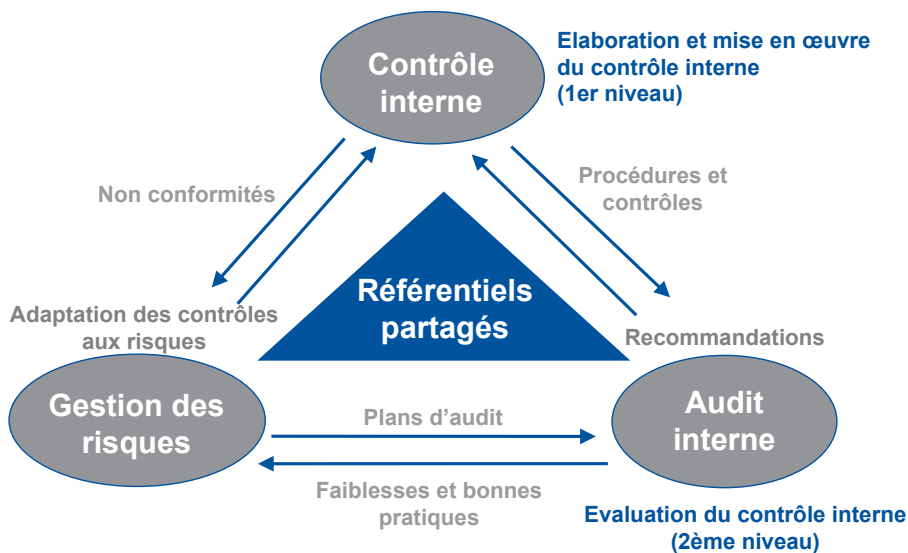 Contrôle
interne
Elaboration et mise en œuvre
du contrôle interne
(1er niveau)
Non conformités
Procédures et
contrôles
Référentiels
partagés
Adaptation des contrôles
aux risques
Recommandations
Gestion des
risques
Plans d’audit
Audit
interne
Faiblesses et bonnes
pratiques
Evaluation du contrôle interne
(2ème niveau)